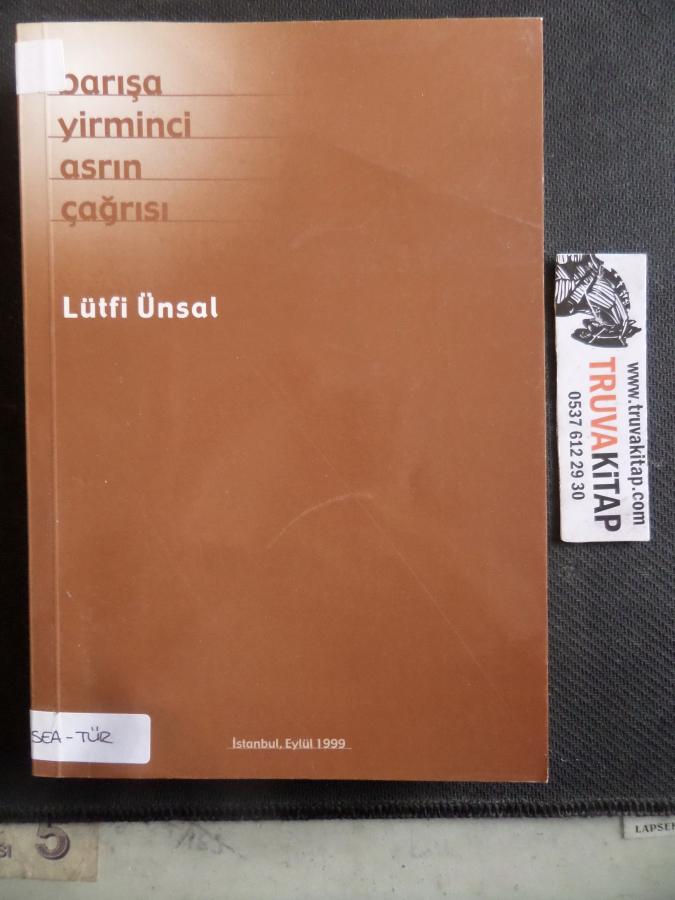 barışa
yirminci
asrın
çağrısı
Lütfi Ünsal
www.truvakitap.com
TRUVAKİTAP
0537 612 29 30
SEA-TÜR
İstanbul, Eylül 1999
5